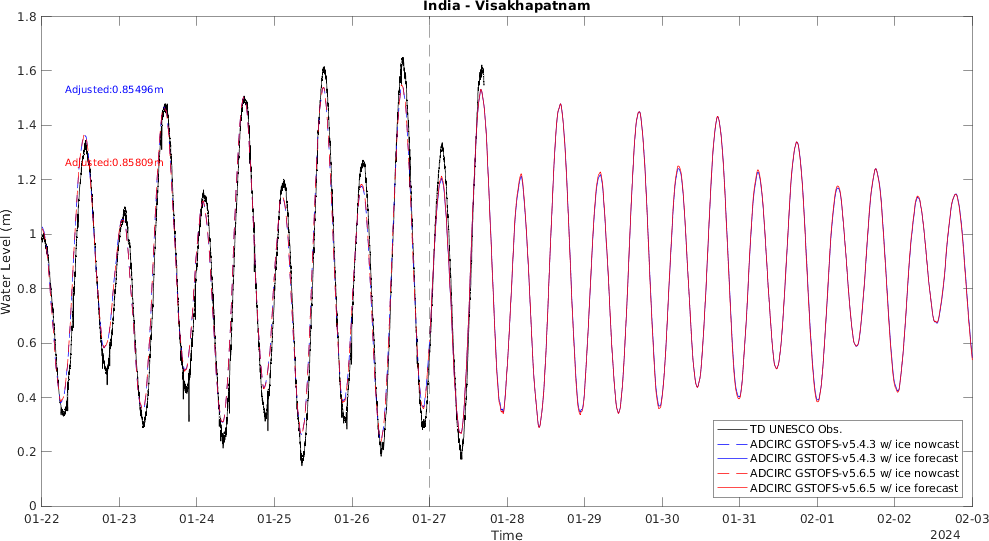 India - Visakhapatnam
1.8
1.6
1.4
1.2
1
0.8
0.6
0.4
0.2
0
Water Level (m)
Adjusted:0.85496m
Adjusted:0.85809m
TD UNESCO Obs.
ADCIRC GSTOFS-v5.4.3 w/ ice nowcast
ADCIRC GSTOFS-v5.4.3 w/ ice forecast
ADCIRC GSTOFS-v5.6.5 w/ ice nowcast
ADCIRC GSTOFS-v5.6.5 w/ ice forecast
01-22 01-23 01-24 01-25 01-26 01-27 01-28 01-29 01-30 01-31 02-01 02-02 02-03
Time
2024